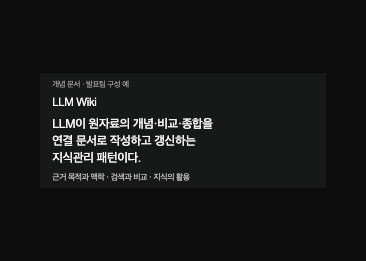 개념 문서 · 발표팀 구성 예
LLM Wiki
LLM이 원자료의 개념·비교·종합을
연결 문서로 작성하고 갱신하는
지식관리 패턴이다.
근거 목적과 맥락 · 검색과 비교 · 지식의 활용